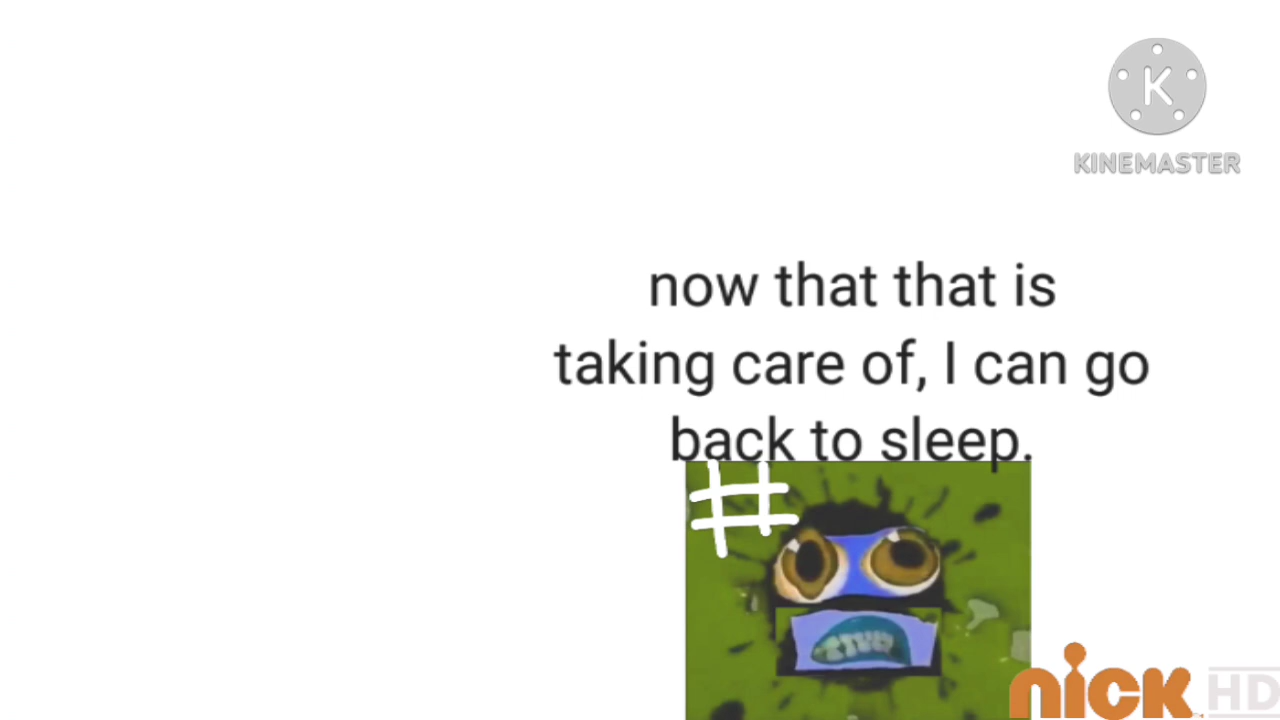 K
KINEMASTER
now that that is
taking care of, I can go
back to sleep.
#
nick HD